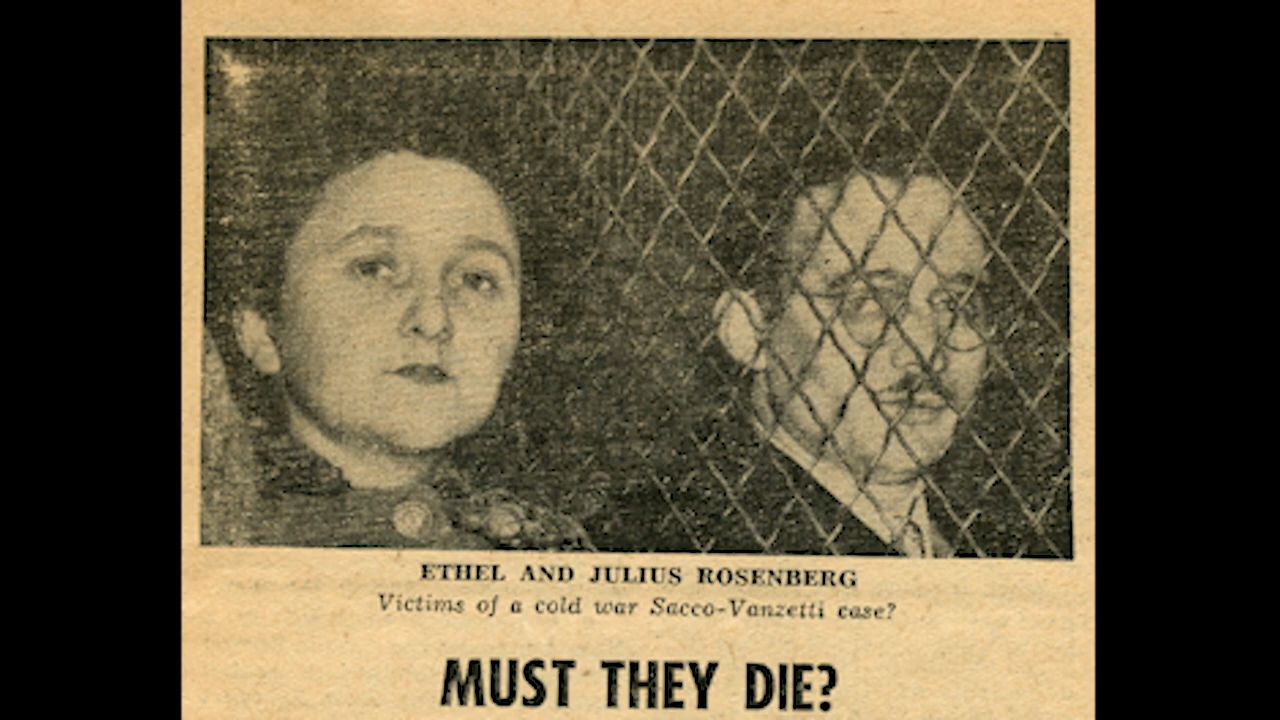 ETHEL AND JULIUS ROSENBERG
Victims of a cold war Sacco-Vanzetti case?
MUST THEY DIE?